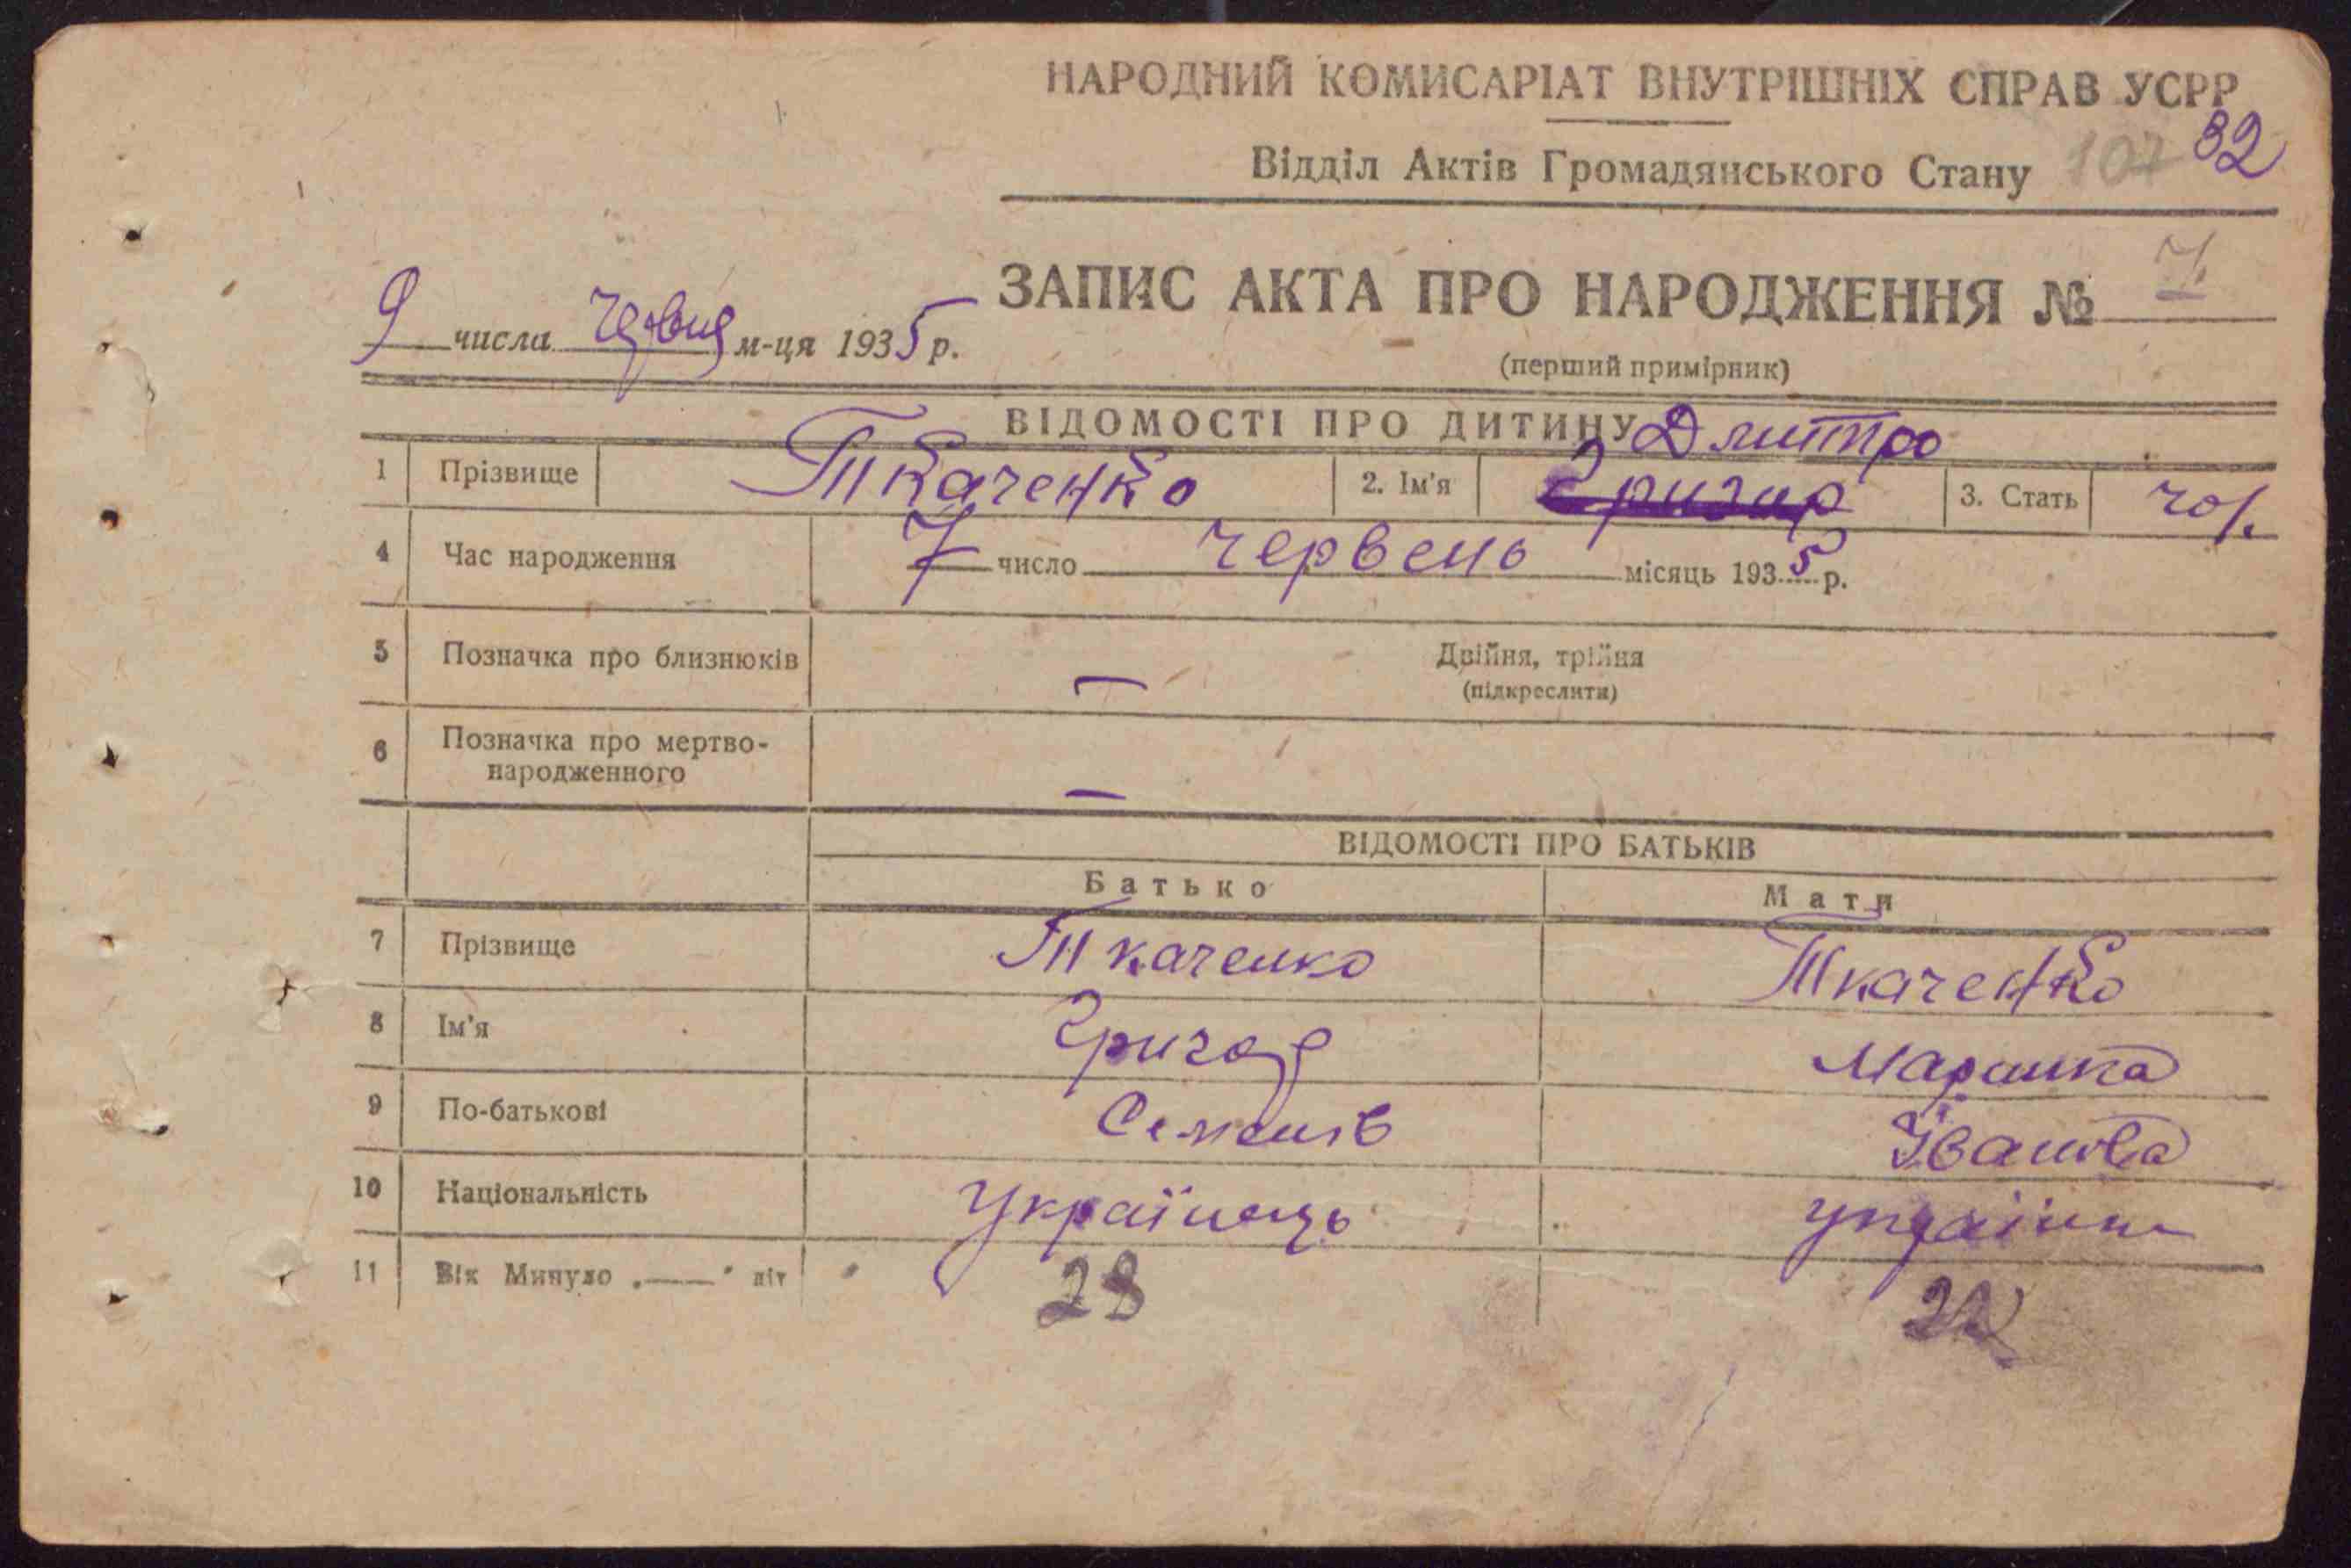 НАРОДНИЙ КОМИСАРІАТ ВНУТРІШНІХ СПРАВ УСРР
Відділ Актів Громадянського Стану 107 32
ЗАПИС АКТА ПРО НАРОДЖЕННЯ № 7
9 числа червня м-ця 1935 р.
(перший примірник)
ВІДОМОСТІ ПРО ДИТИНУ Дмитро
1 Прізвище Ткаченко 2. Ім'я Григор 3. Стать чол.
4 Час народження 7 число червень місяць 1935 р.
5 Позначка про близнюків — Двійня, трійня
(підкреслити)
6 Позначка про мертво-
народженного —
ВІДОМОСТІ ПРО БАТЬКІВ
Батько Мати
7 Прізвище Ткаченко Ткаченко
8 Ім'я Григор
9 По-батькові Семенів Іванова
10 Національність Українець українк
11 Вік Минуло „—“ літ 28 22